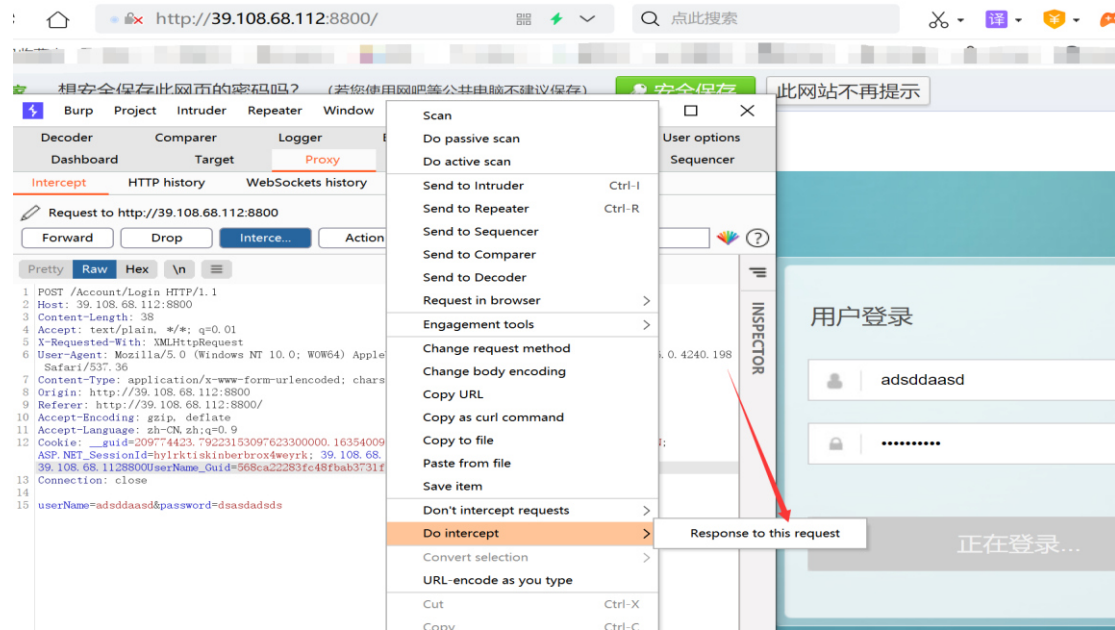 http://39.108.68.112:8800/
点此搜索
译
想安全保存此网页的密码吗? (若您使用网吧等公共电脑不建议保存)
安全保存
此网站不再提示
Burp Project Intruder Repeater Window
Decoder Comparer Logger User options
Dashboard Target Proxy Sequencer
Intercept HTTP history WebSockets history
Request to http://39.108.68.112:8800
Forward Drop Interce... Action
Pretty Raw Hex \n
INSPECTOR
1 POST /Account/Login HTTP/1.1
2 Host: 39.108.68.112:8800
3 Content-Length: 38
4 Accept: text/plain, */*; q=0.01
5 X-Requested-With: XMLHttpRequest
6 User-Agent: Mozilla/5.0 (Windows NT 10.0; WOW64) Apple
.0.4240.198
Safari/537.36
7 Content-Type: application/x-www-form-urlencoded; chars
8 Origin: http://39.108.68.112:8800
9 Referer: http://39.108.68.112:8800/
10 Accept-Encoding: gzip, deflate
11 Accept-Language: zh-CN,zh;q=0.9
12 Cookie: __guid=209774423.79223153097623300000.16354009
ASP.NET_SessionId=hylrktiskinberbrox4weyrk; 39.108.68.
39.108.68.1128800UserName_Guid=568ca22283fc48fbab3731f
13 Connection: close
14
15 userName=adsddaasd&password=dsasdadsds
Scan
Do passive scan
Do active scan
Send to Intruder Ctrl-I
Send to Repeater Ctrl-R
Send to Sequencer
Send to Comparer
Send to Decoder
Request in browser
Engagement tools
Change request method
Change body encoding
Copy URL
Copy as curl command
Copy to file
Paste from file
Save item
Don't intercept requests
Do intercept
Response to this request
Convert selection
URL-encode as you type
Cut Ctrl-X
Copy Ctrl-C
用户登录
adsddaasd
正在登录...